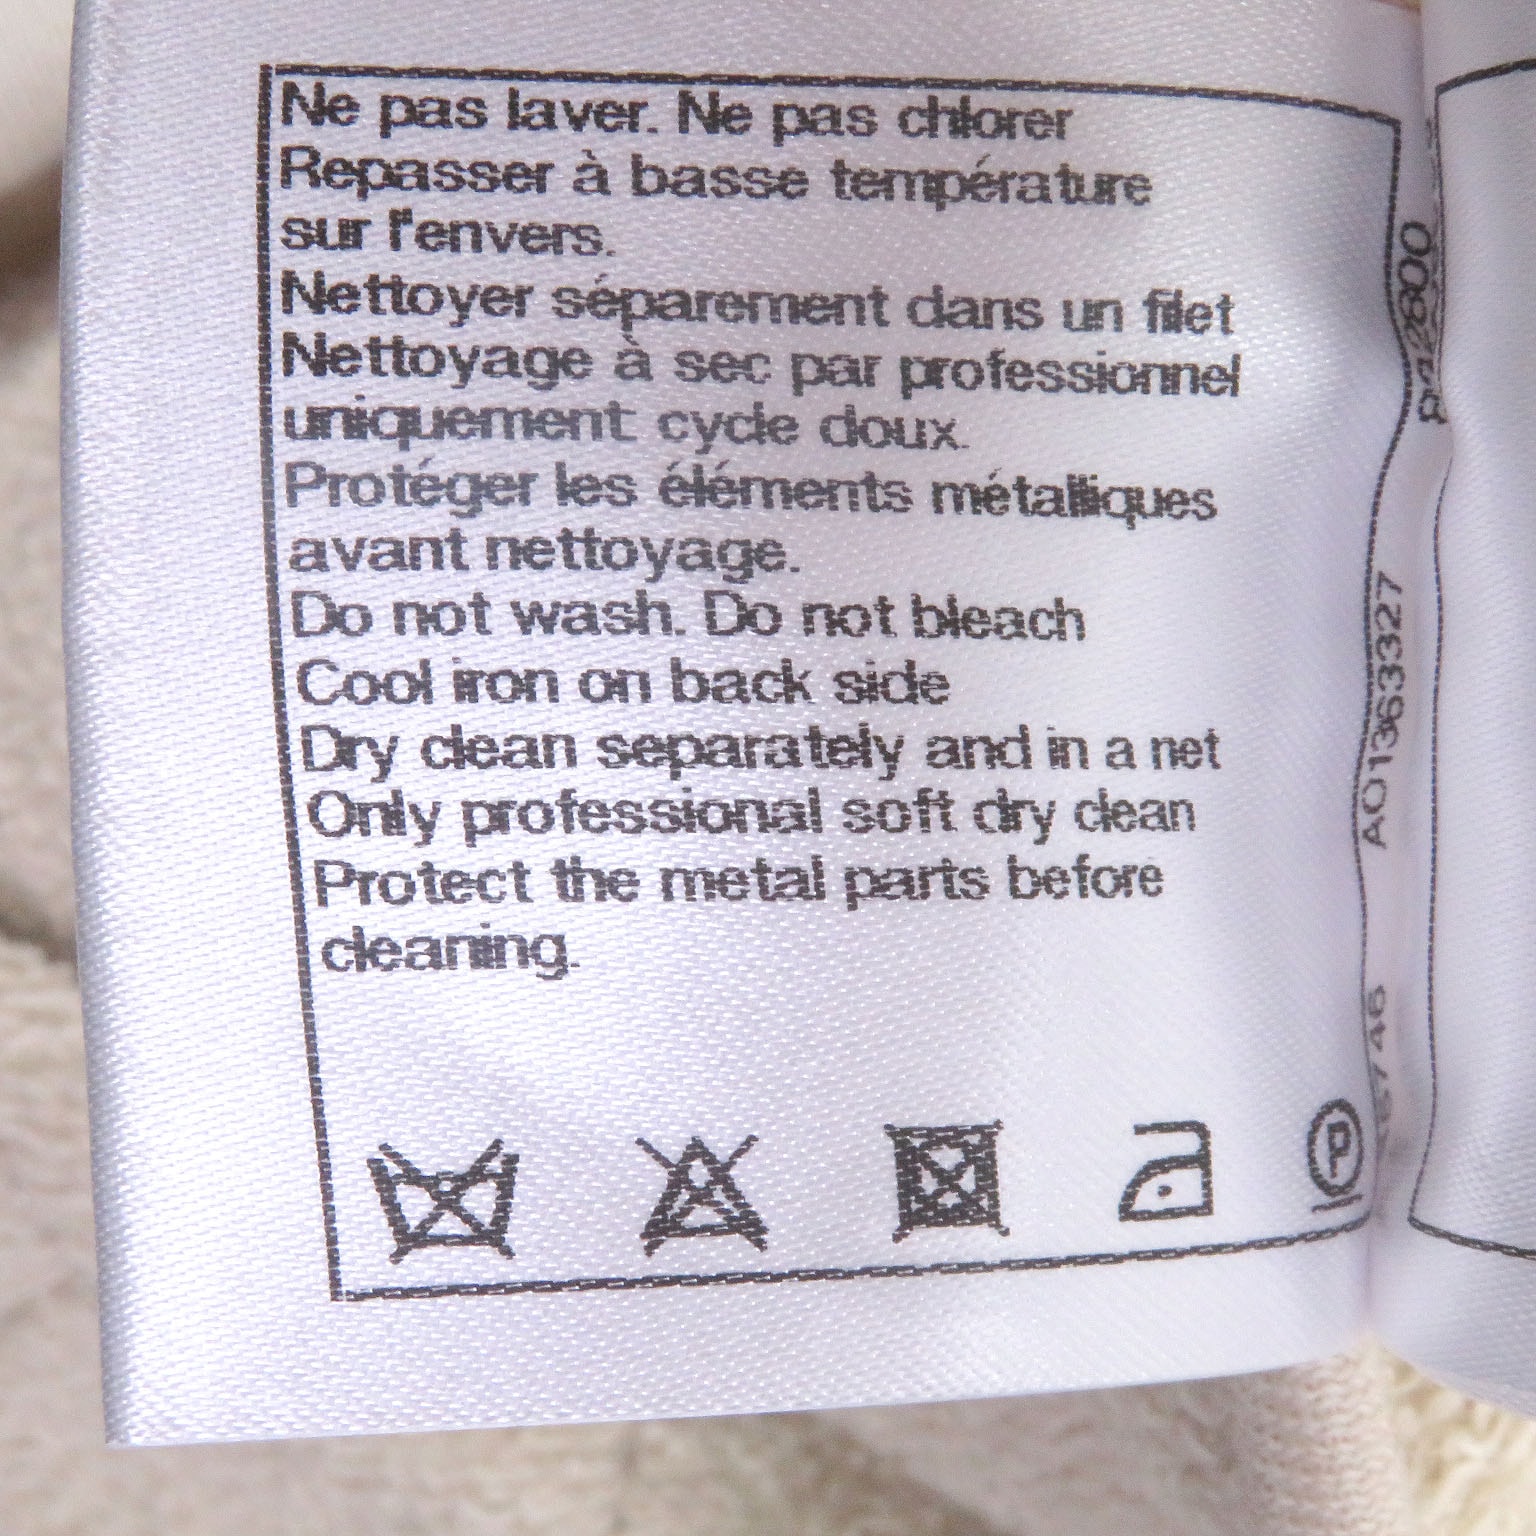 Ne pas laver. Ne pas chlorer
Repasser à basse température
sur l'envers.
Nettoyer séparement dans un filet
Nettoyage à sec par professionnel
uniquement cycle doux.
Protéger les éléments métalliques
avant nettoyage.
Do not wash. Do not bleach
Cool iron on back side
Dry clean separately and in a net
Only professional soft dry clean
Protect the metal parts before
cleaning.
P
A01363327